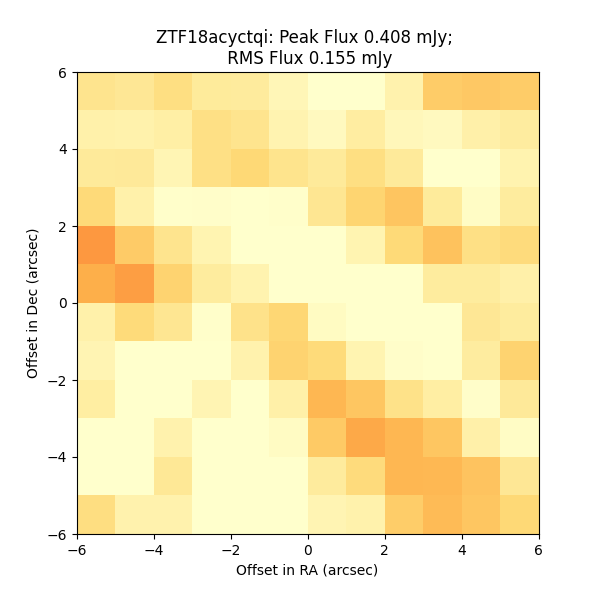 ZTF18acyctqi: Peak Flux 0.408 mJy;
RMS Flux 0.155 mJy
6
4
2
0
−2
−4
−6
Offset in Dec (arcsec)
−6 −4 −2 0 2 4 6
Offset in RA (arcsec)